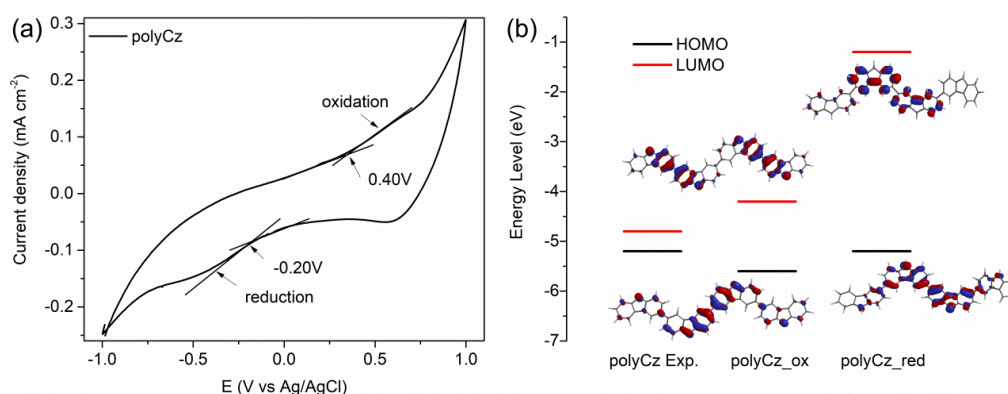 (a)
polyCz
oxidation
0.40V
-0.20V
reduction
0.3
0.2
0.1
0.0
-0.1
-0.2
-1.0 -0.5 0.0 0.5 1.0
Current density (mA cm⁻²)
E (V vs Ag/AgCl)
(b)
HOMO
LUMO
-1
-2
-3
-4
-5
-6
-7
Energy Level (eV)
polyCz Exp. polyCz_ox polyCz_red